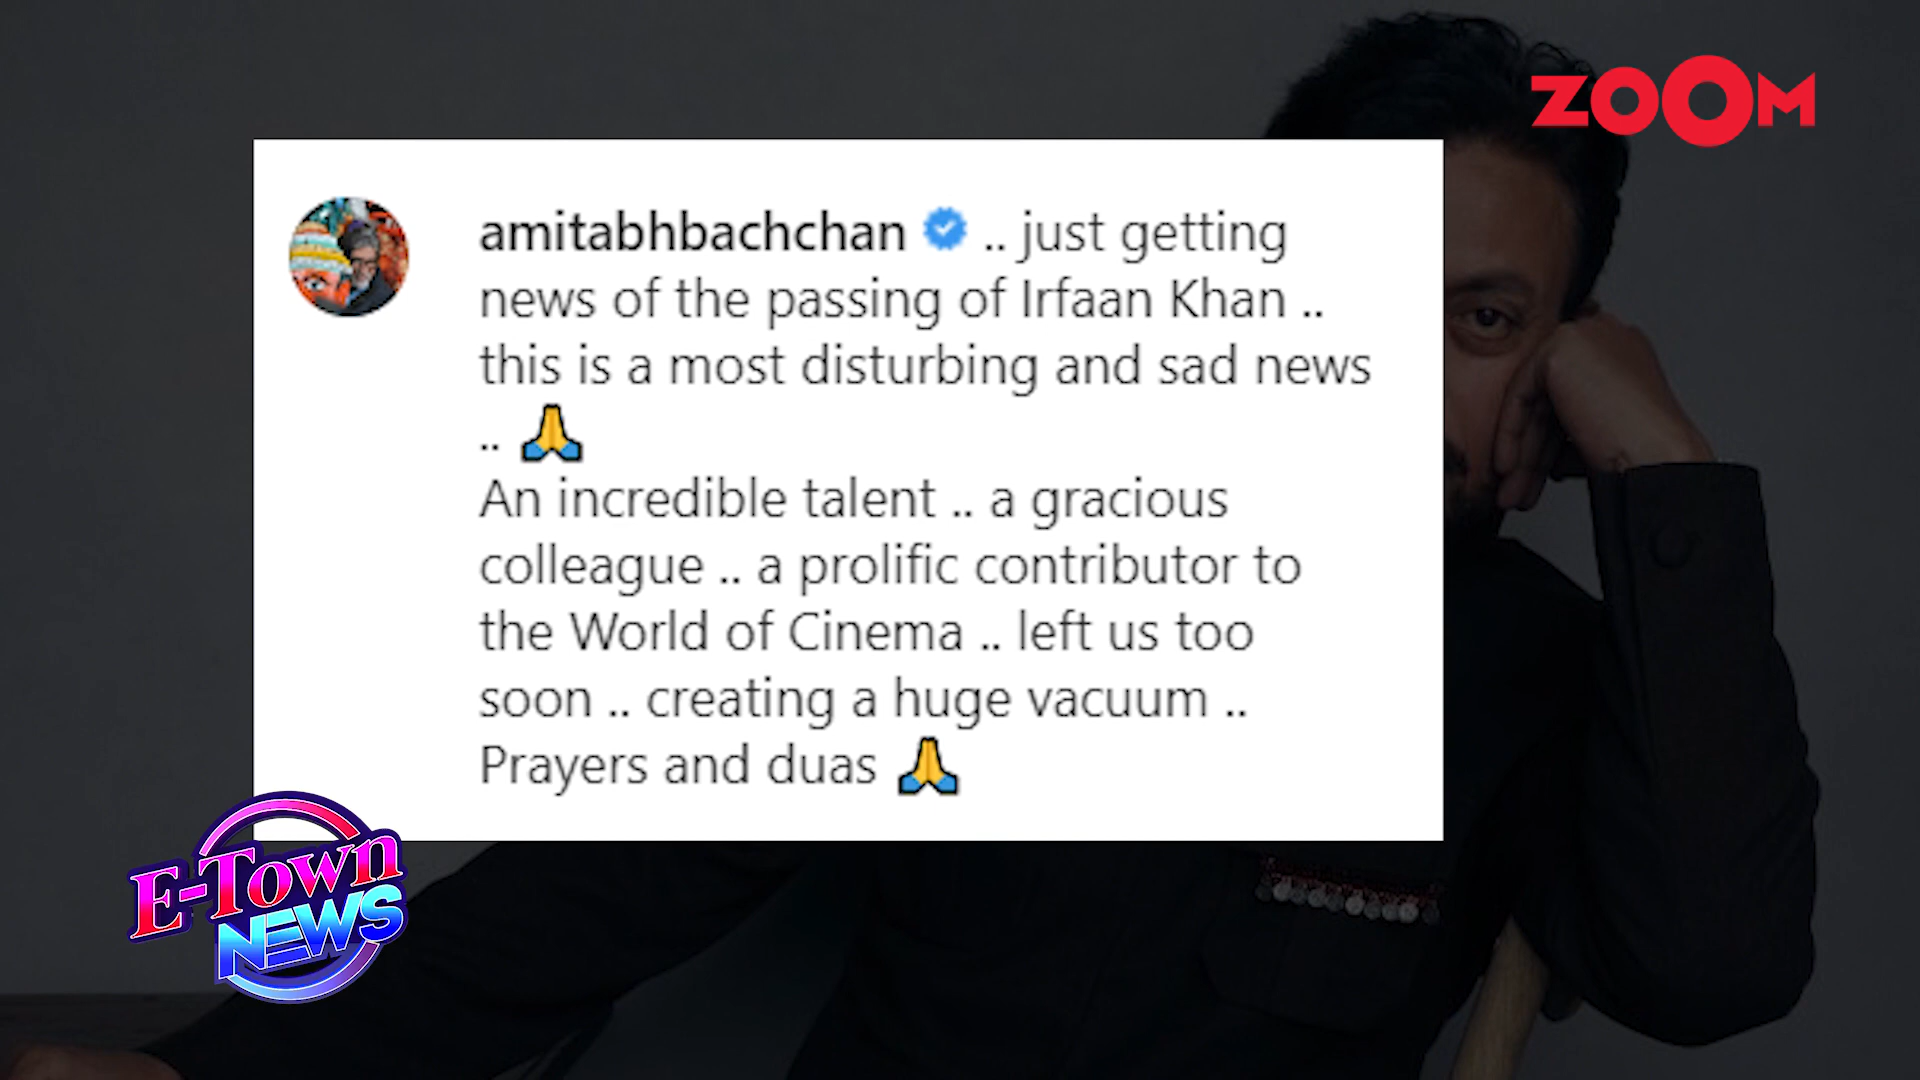 ZOOM
amitabhbachchan .. just getting
news of the passing of Irfaan Khan ..
this is a most disturbing and sad news
.. 🙏
An incredible talent .. a gracious
colleague .. a prolific contributor to
the World of Cinema .. left us too
soon .. creating a huge vacuum ..
Prayers and duas 🙏
E-Town
NEWS